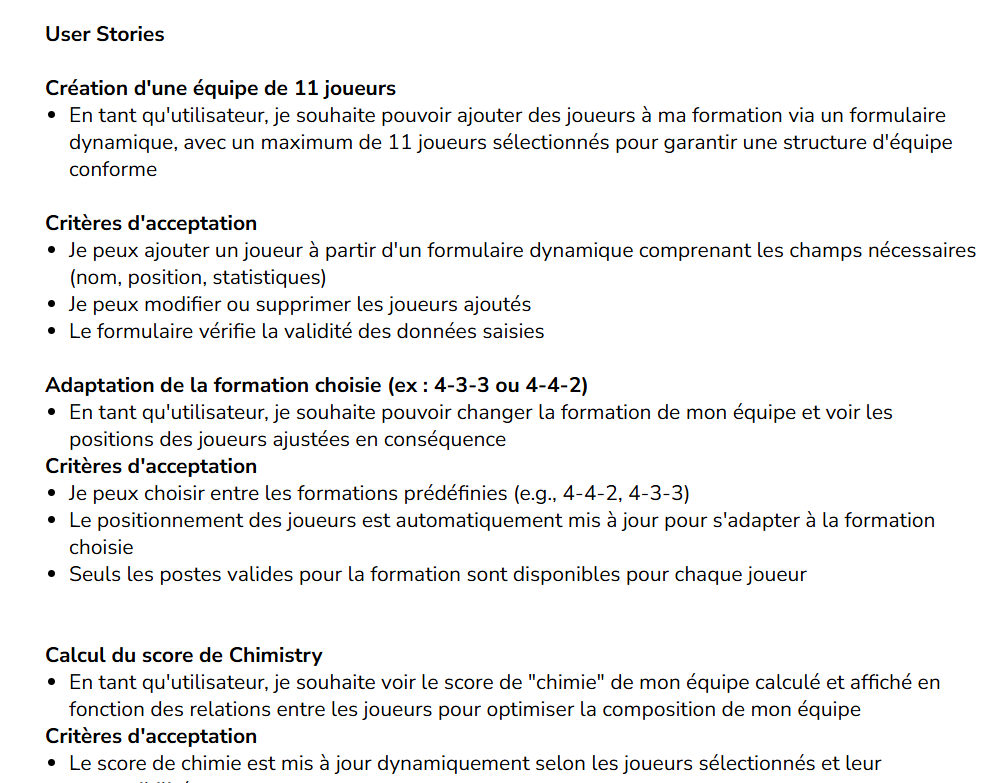 User Stories
Création d'une équipe de 11 joueurs
• En tant qu'utilisateur, je souhaite pouvoir ajouter des joueurs à ma formation via un formulaire
dynamique, avec un maximum de 11 joueurs sélectionnés pour garantir une structure d'équipe
conforme
Critères d'acceptation
• Je peux ajouter un joueur à partir d'un formulaire dynamique comprenant les champs nécessaires
(nom, position, statistiques)
• Je peux modifier ou supprimer les joueurs ajoutés
• Le formulaire vérifie la validité des données saisies
Adaptation de la formation choisie (ex : 4-3-3 ou 4-4-2)
• En tant qu'utilisateur, je souhaite pouvoir changer la formation de mon équipe et voir les
positions des joueurs ajustées en conséquence
Critères d'acceptation
• Je peux choisir entre les formations prédéfinies (e.g., 4-4-2, 4-3-3)
• Le positionnement des joueurs est automatiquement mis à jour pour s'adapter à la formation
choisie
• Seuls les postes valides pour la formation sont disponibles pour chaque joueur
Calcul du score de Chimistry
• En tant qu'utilisateur, je souhaite voir le score de "chimie" de mon équipe calculé et affiché en
fonction des relations entre les joueurs pour optimiser la composition de mon équipe
Critères d'acceptation
• Le score de chimie est mis à jour dynamiquement selon les joueurs sélectionnés et leur